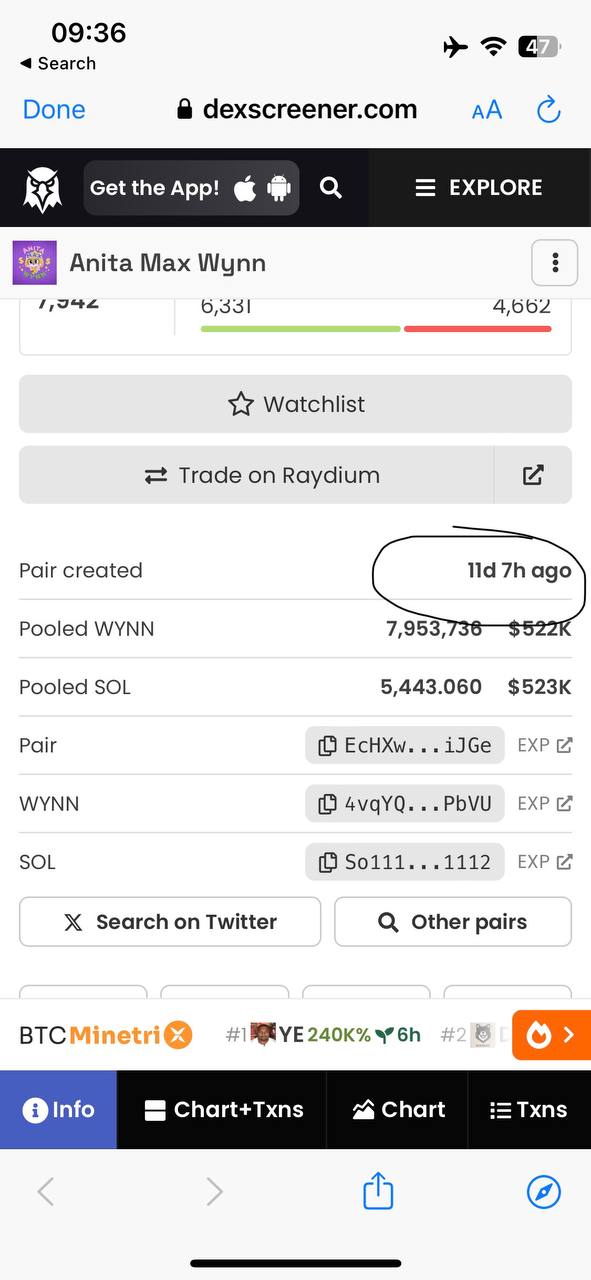 09:36
47
◀ Search
Done dexscreener.com AA
Get the App! EXPLORE
Anita Max Wynn
7,942 6,331 4,662
Watchlist
Trade on Raydium
Pair created 11d 7h ago
Pooled WYNN 7,953,736 $522K
Pooled SOL 5,443.060 $523K
Pair EcHXw...iJGe EXP
WYNN 4vqYQ...PbVU EXP
SOL So111...1112 EXP
X Search on Twitter Other pairs
BTC Minetrix #1 YE 240K% 6h #2
Info Chart+Txns Chart Txns